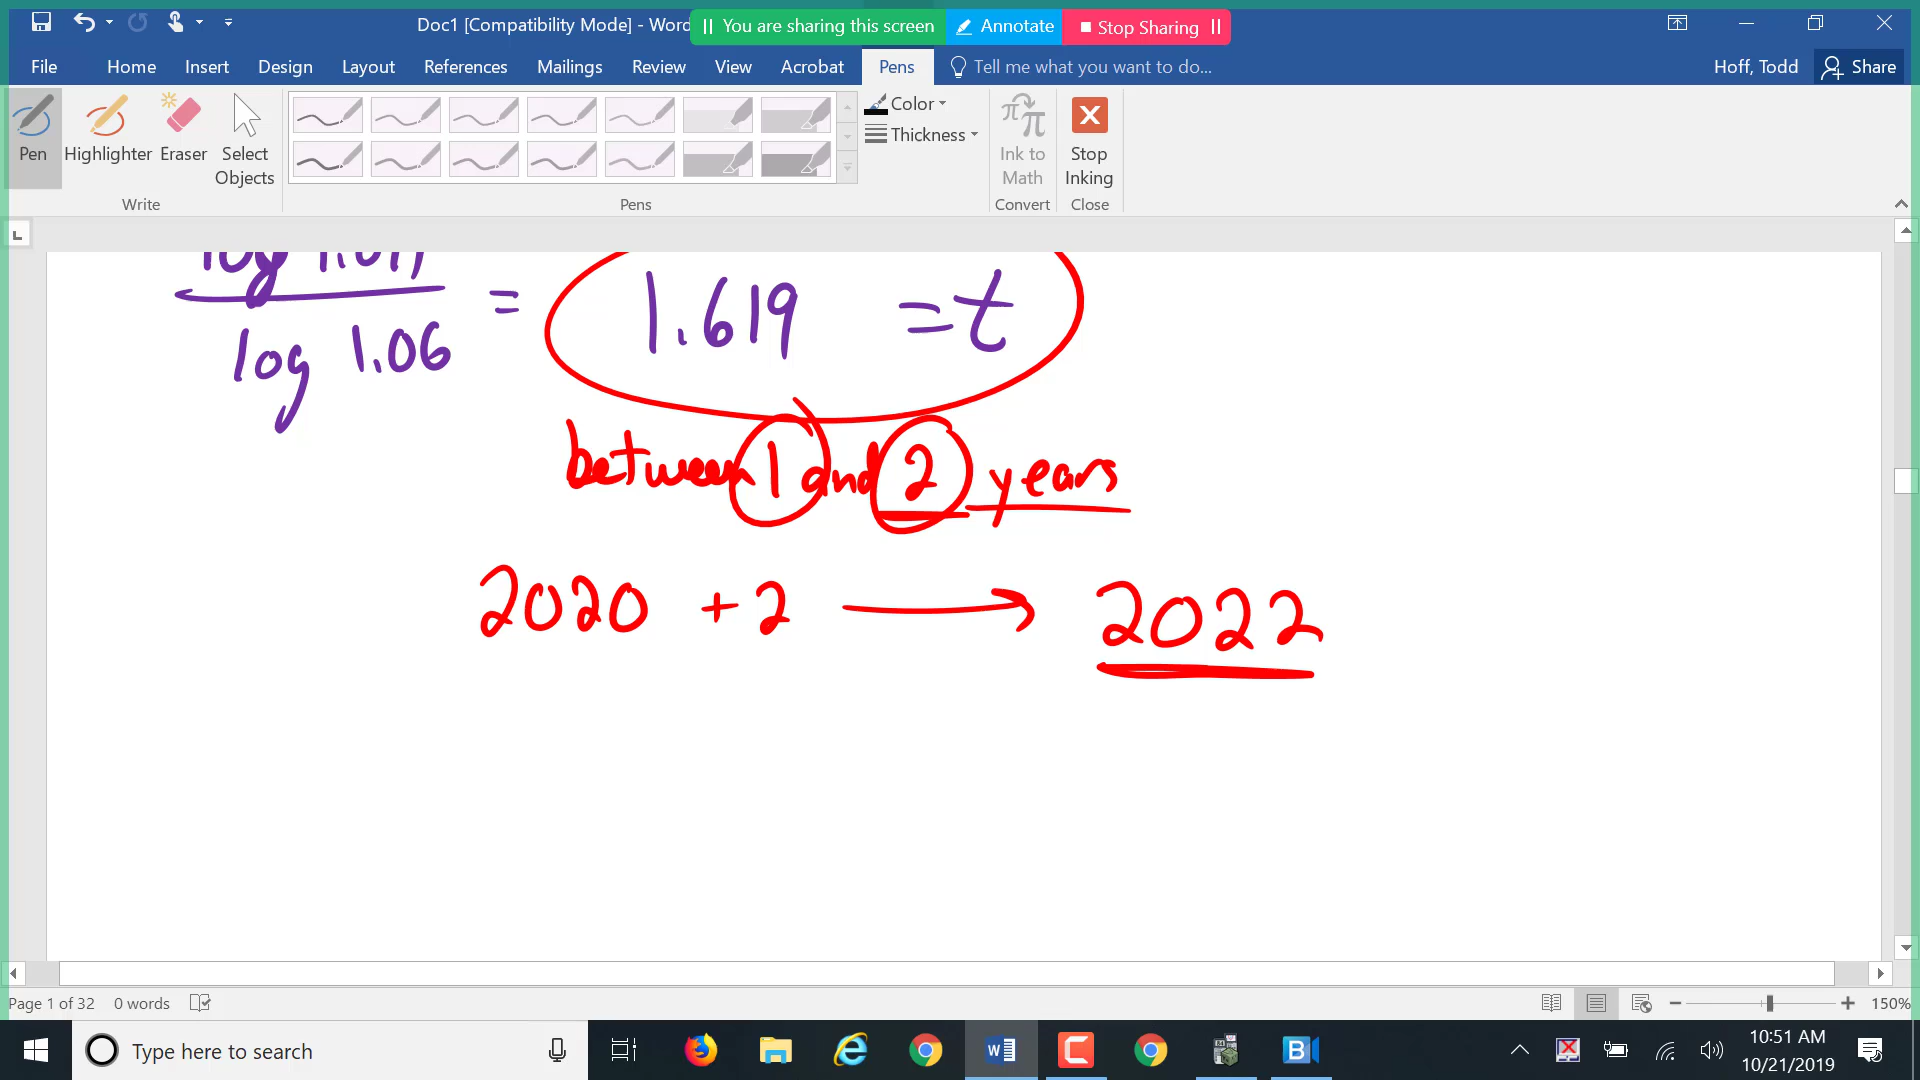 Doc1 [Compatibility Mode] - Word
You are sharing this screen
Annotate
Stop Sharing
File Home Insert Design Layout References Mailings Review View Acrobat Pens Tell me what you want to do... Hoff, Todd Share
Pen Highlighter Eraser Select Objects
Color
Thickness
Ink to Math
Stop Inking
Write Pens Convert Close
log
log 1.06
= 1.619 = t
between 1 and 2 years
2020 + 2 → 2022
Page 1 of 32 0 words 150%
Type here to search
10:51 AM
10/21/2019